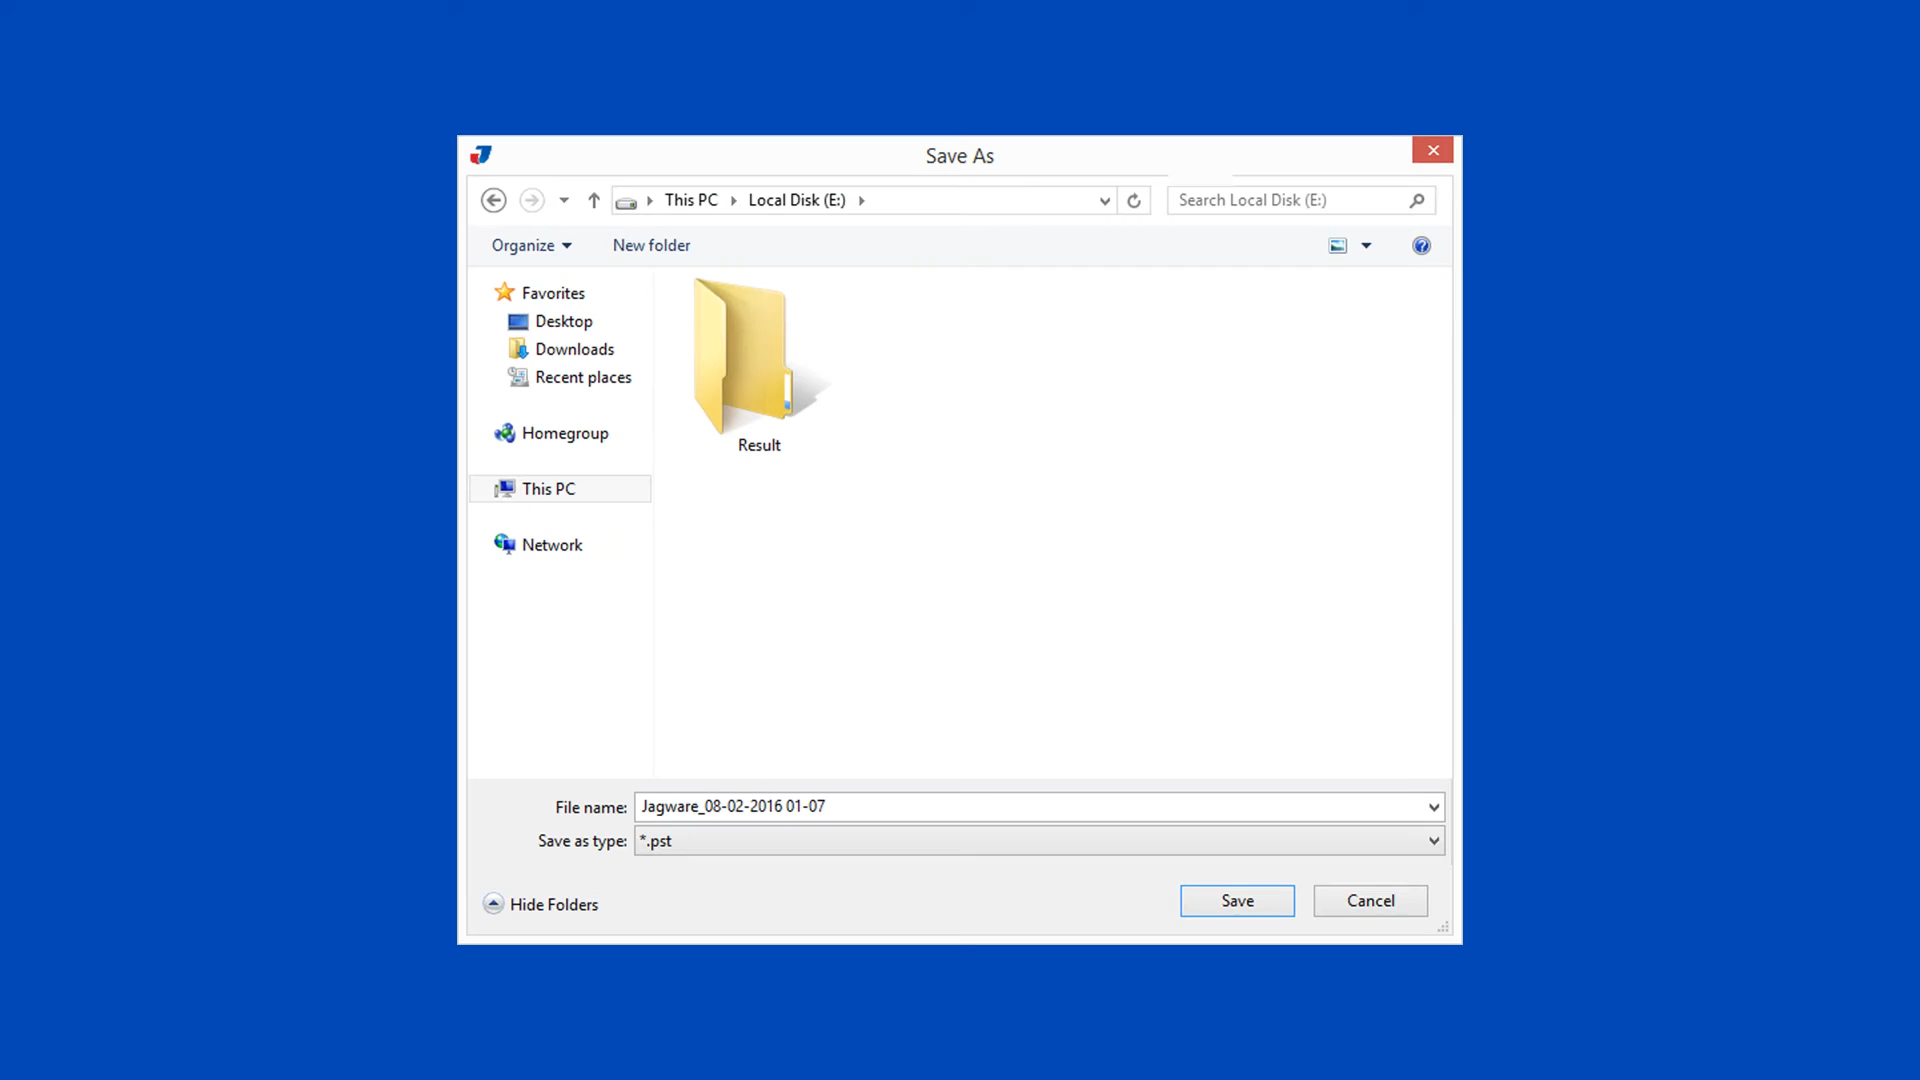 Save As
This PC Local Disk (E:)
Search Local Disk (E:)
Organize
New folder
Favorites
Desktop
Downloads
Recent places
Homegroup
This PC
Network
Result
File name: Jagware_08-02-2016 01-07
Save as type: *.pst
Hide Folders
Save
Cancel